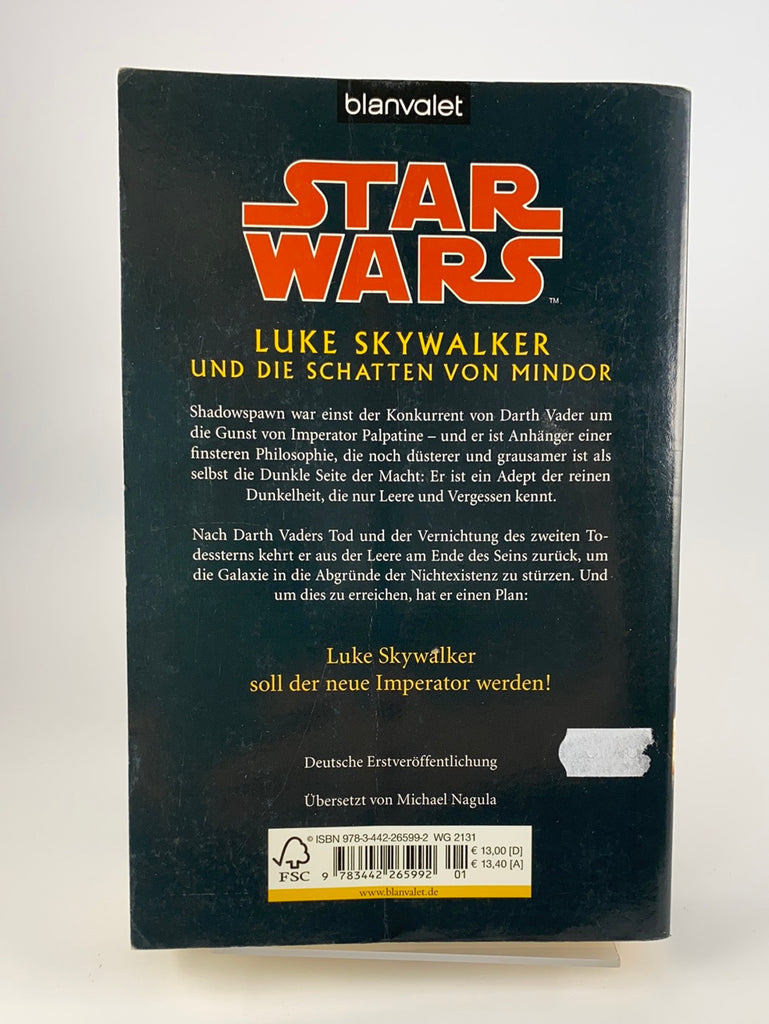 blanvalet
STAR
WARS
™
LUKE SKYWALKER
UND DIE SCHATTEN VON MINDOR
Shadowspawn war einst der Konkurrent von Darth Vader um
die Gunst von Imperator Palpatine – und er ist Anhänger einer
finsteren Philosophie, die noch düsterer und grausamer ist als
selbst die Dunkle Seite der Macht: Er ist ein Adept der reinen
Dunkelheit, die nur Leere und Vergessen kennt.
Nach Darth Vaders Tod und der Vernichtung des zweiten To-
dessterns kehrt er aus der Leere am Ende des Seins zurück, um
die Galaxie in die Abgründe der Nichtexistenz zu stürzen. Und
um dies zu erreichen, hat er einen Plan:
Luke Skywalker
soll der neue Imperator werden!
Deutsche Erstveröffentlichung
Übersetzt von Michael Nagula
© ISBN 978-3-442-26599-2 WG 2131
€ 13,00 [D]
€ 13,40 [A]
FSC
9 783442 265992 01
www.blanvalet.de